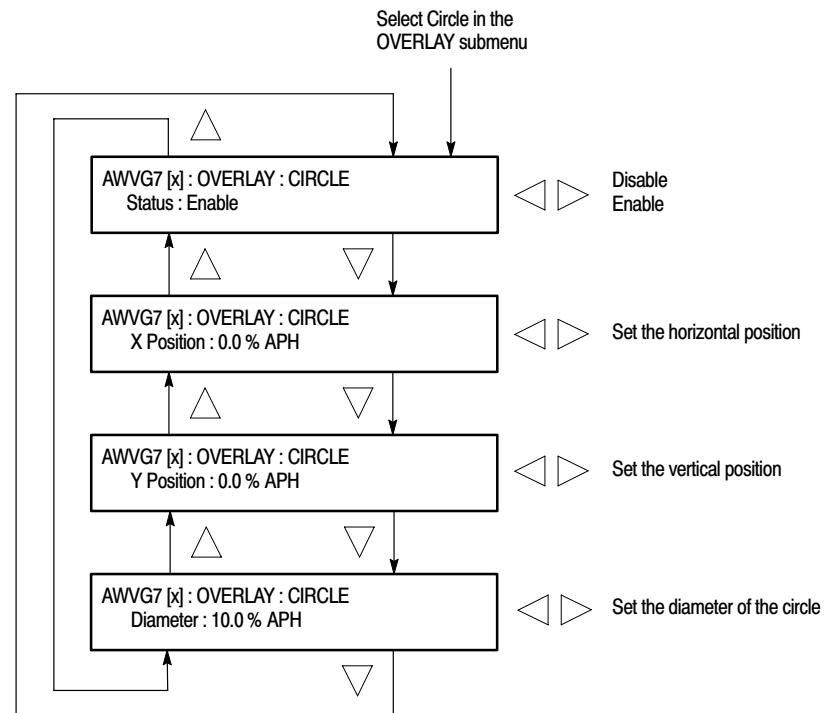 Select Circle in the
OVERLAY submenu
AWVG7 [x] : OVERLAY : CIRCLE
Status : Enable
Disable
Enable
AWVG7 [x] : OVERLAY : CIRCLE
X Position : 0.0 % APH
Set the horizontal position
AWVG7 [x] : OVERLAY : CIRCLE
Y Position : 0.0 % APH
Set the vertical position
AWVG7 [x] : OVERLAY : CIRCLE
Diameter : 10.0 % APH
Set the diameter of the circle